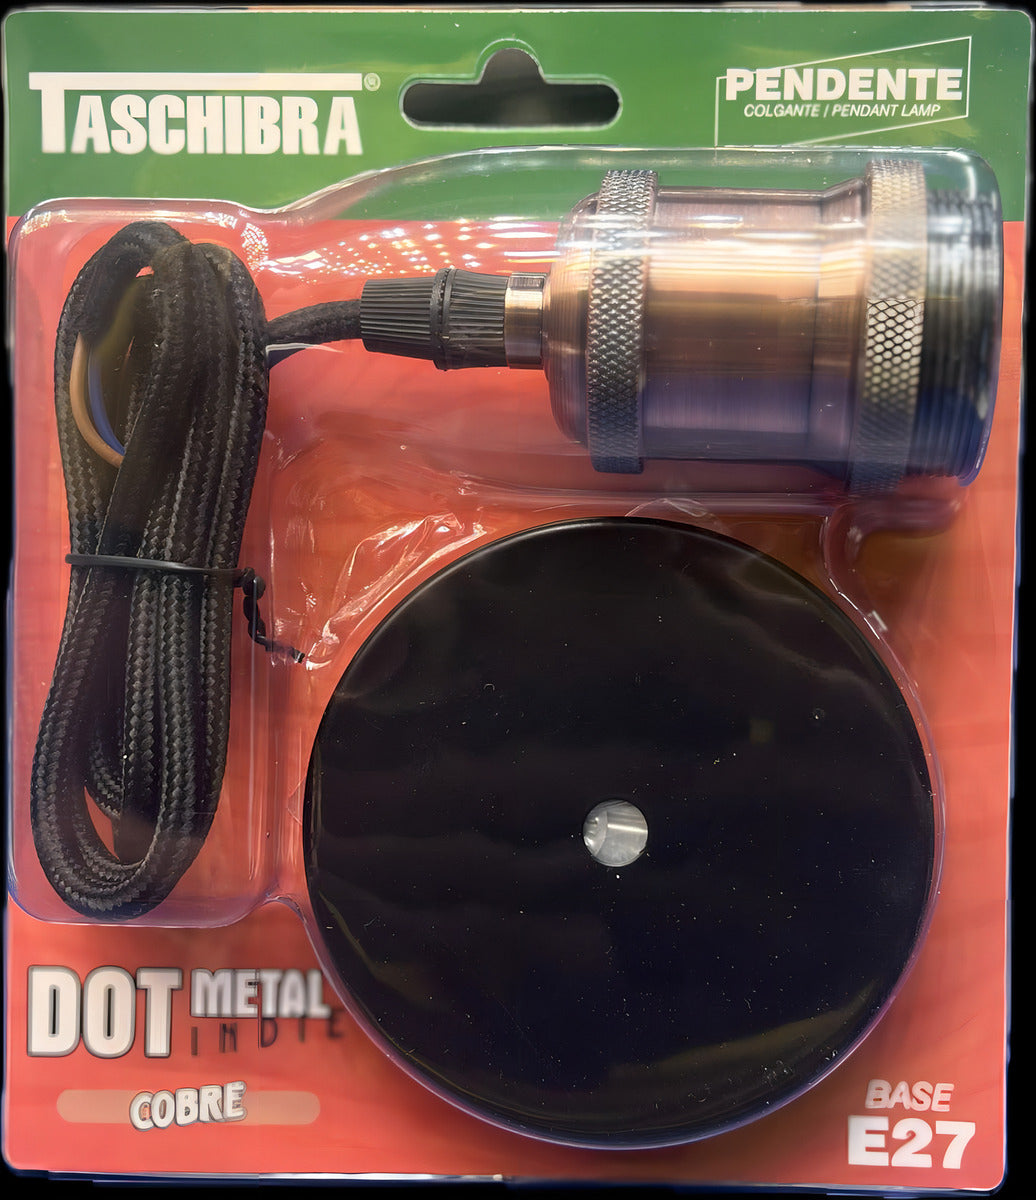 TASCHIBRA®
PENDENTE
COLGANTE / PENDANT LAMP
DOT METAL
INDIE
COBRE
BASE
E27